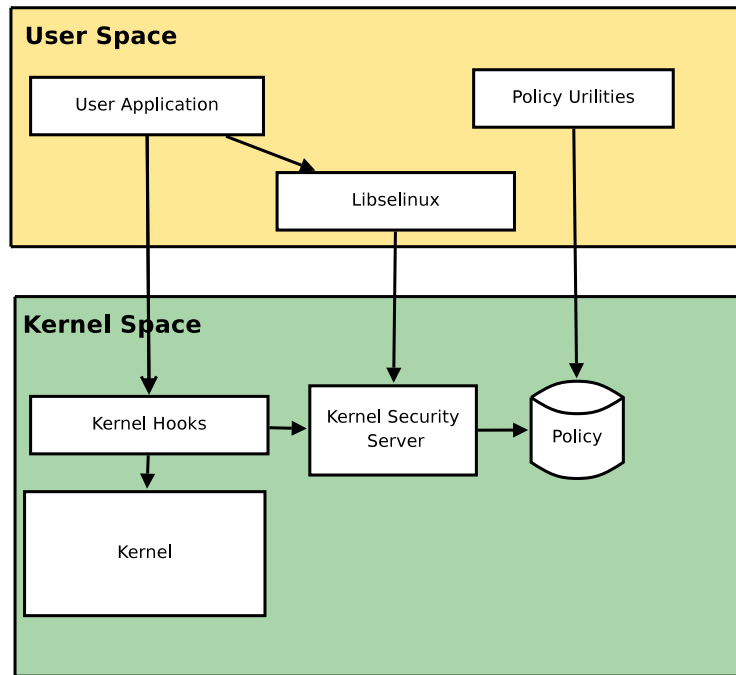 User Space
User Application
Policy Urilities
Libselinux
Kernel Space
Kernel Hooks
Kernel Security
Server
Policy
Kernel